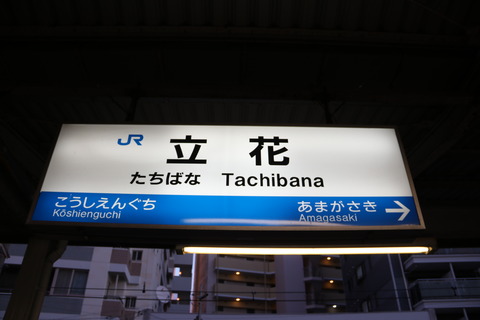 JR 立花
たちばな Tachibana
こうしえんぐち あまがさき →
Kōshienguchi Amagasaki